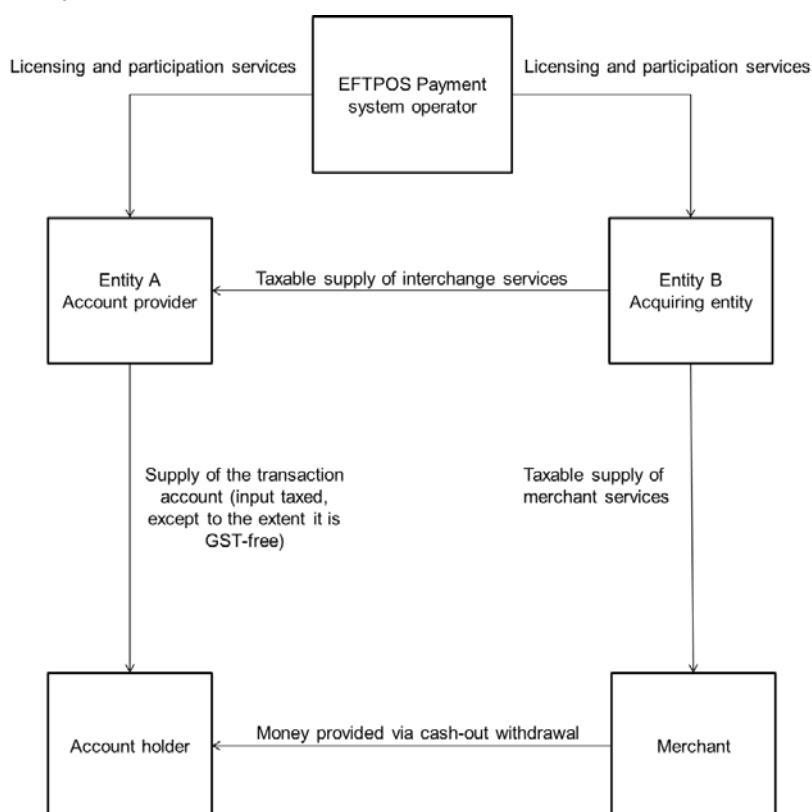 Licensing and participation services
EFTPOS Payment
system operator
Licensing and participation services
Entity A
Account provider
Taxable supply of interchange services
Entity B
Acquiring entity
Supply of the transaction
account (input taxed,
except to the extent it is
GST-free)
Taxable supply of
merchant services
Account holder
Money provided via cash-out withdrawal
Merchant